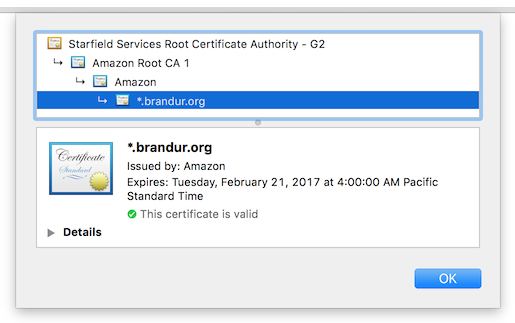 Starfield Services Root Certificate Authority - G2
↳ Amazon Root CA 1
↳ Amazon
↳ *.brandur.org
Certificate
Standard
*.brandur.org
Issued by: Amazon
Expires: Tuesday, February 21, 2017 at 4:00:00 AM Pacific
Standard Time
This certificate is valid
Details
OK